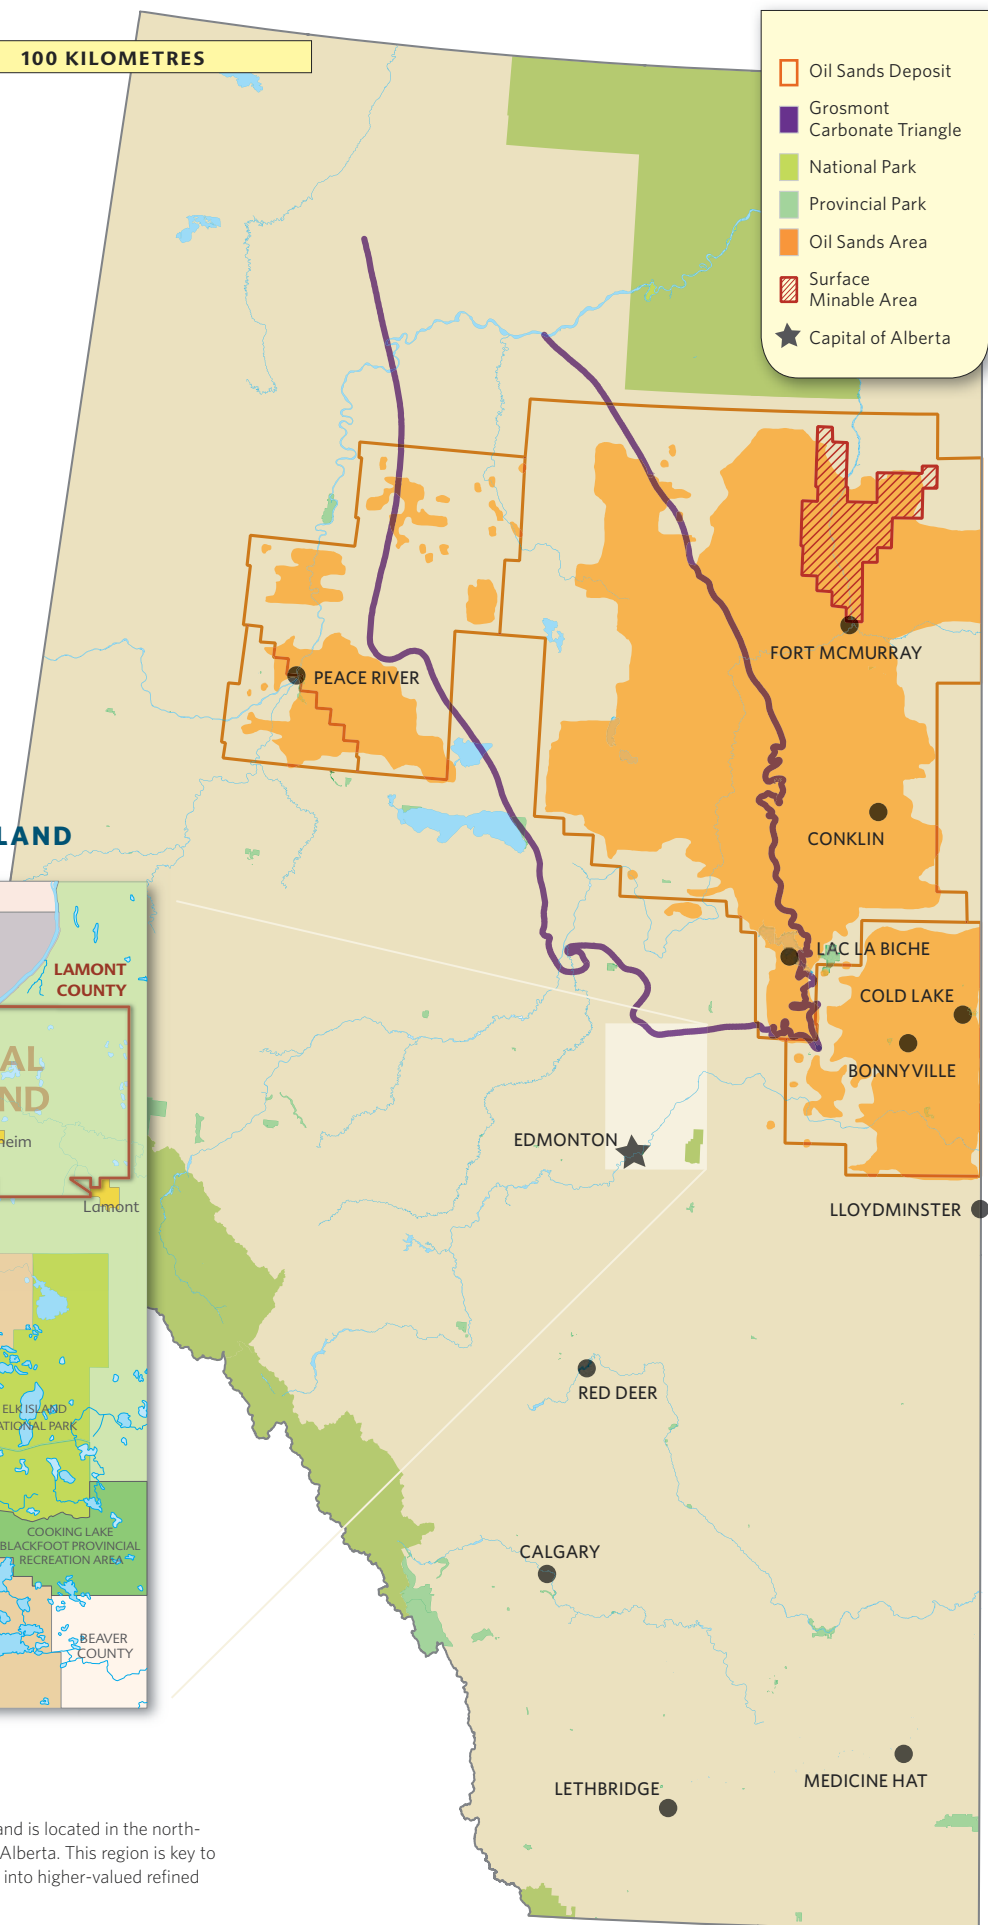 100 KILOMETRES
Oil Sands Deposit
Grosmont
Carbonate Triangle
National Park
Provincial Park
Oil Sands Area
Surface
Minable Area
Capital of Alberta
FORT MCMURRAY
PEACE RIVER
CONKLIN
LAC LA BICHE
COLD LAKE
BONNYVILLE
EDMONTON
LLOYDMINSTER
RED DEER
CALGARY
LETHBRIDGE
MEDICINE HAT
LAND
LAMONT
COUNTY
AL
ND
heim
Lamont
ELK ISLAND
ATIONAL PARK
COOKING LAKE
BLACKFOOT PROVINCIAL
RECREATION AREA
BEAVER
COUNTY
and is located in the north-
Alberta. This region is key to
into higher-valued refined